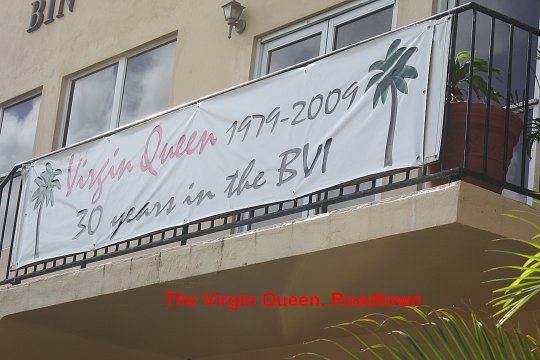 BIN
Virgin Queen 1979-2009
30 years in the BVI
The Virgin Queen, Roadtown